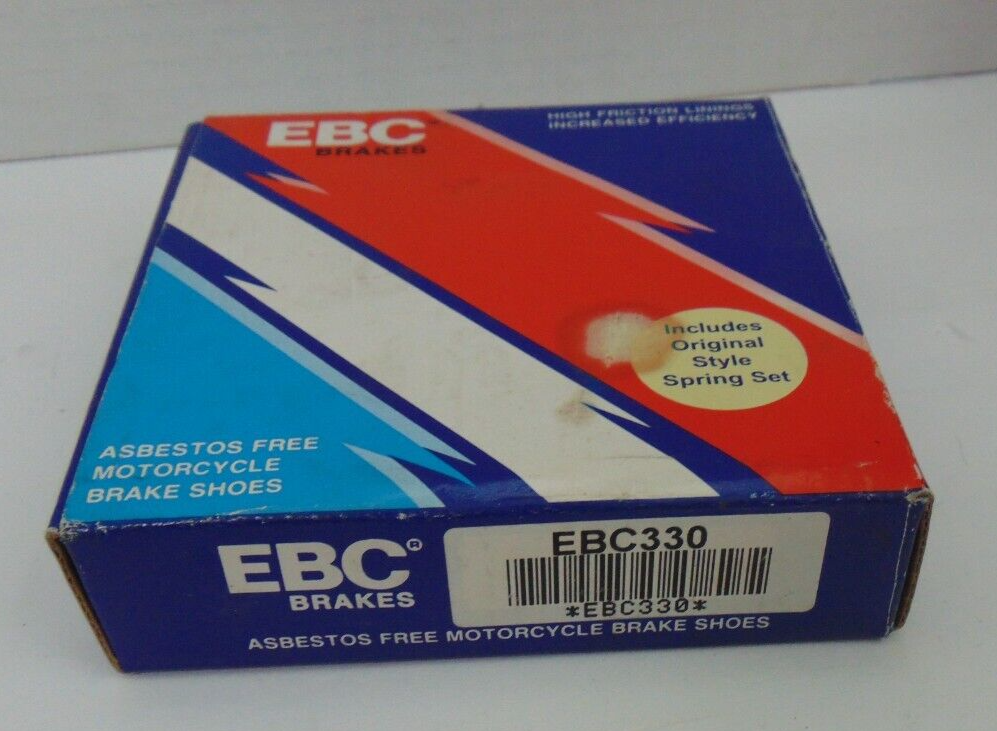 EBC
BRAKES
HIGH FRICTION LININGS
INCREASED EFFICIENCY
Includes
Original
Style
Spring Set
ASBESTOS FREE
MOTORCYCLE
BRAKE SHOES
EBC®
BRAKES
EBC330
*EBC330*
ASBESTOS FREE MOTORCYCLE BRAKE SHOES